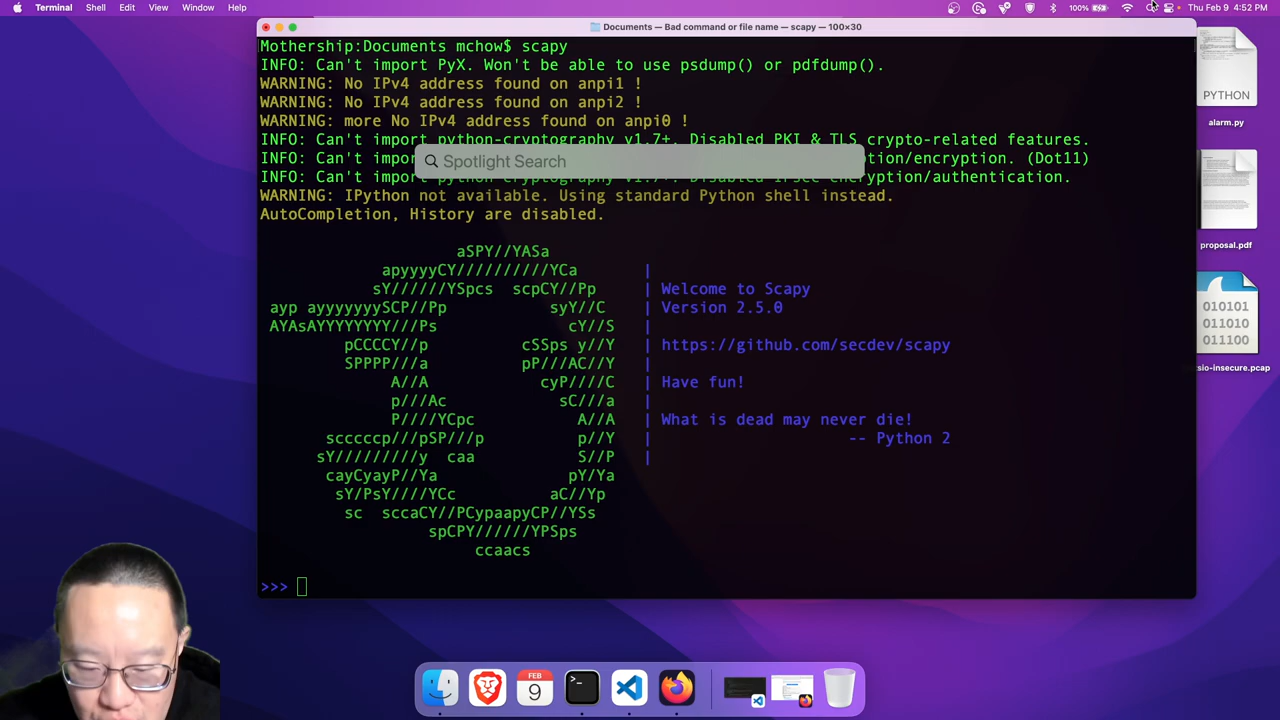 Terminal Shell Edit View Window Help 100% Thu Feb 9 4:52 PM
Documents — Bad command or file name — scapy — 100×30
Mothership:Documents mchow$ scapy
INFO: Can't import PyX. Won't be able to use psdump() or pdfdump().
WARNING: No IPv4 address found on anpi1 !
WARNING: No IPv4 address found on anpi2 !
WARNING: more No IPv4 address found on anpi0 !
INFO: Can't import python-cryptography v1.7+. Disabled PKI & TLS crypto-related features.
INFO: Can't import ption/encryption. (Dot11)
Spotlight Search
INFO: Can't import encryption/authentication.
WARNING: IPython not available. Using standard Python shell instead.
AutoCompletion, History are disabled.
aSPY//YASa
apyyyyCY//////////YCa |
sY//////YSpcs scpCY//Pp | Welcome to Scapy
ayp ayyyyyyySCP//Pp syY//C | Version 2.5.0
AYAsAYYYYYYYY///Ps cY//S |
pCCCCY//p cSSps y//Y | https://github.com/secdev/scapy
SPPPP///a pP///AC//Y |
A//A cyP////C | Have fun!
p///Ac sC///a |
P////YCpc A//A | What is dead may never die!
scccccp///pSP///p p//Y | -- Python 2
sY/////////y caa S//P |
cayCyayP//Ya pY/Ya
sY/PsY////YCc aC//Yp
sc sccaCY//PCypaapyCP//YSs
spCPY//////YPSps
ccaacs
>>>
PYTHON
alarm.py
proposal.pdf
010101
011010
011100
sio-insecure.pcap
FEB
9
>_